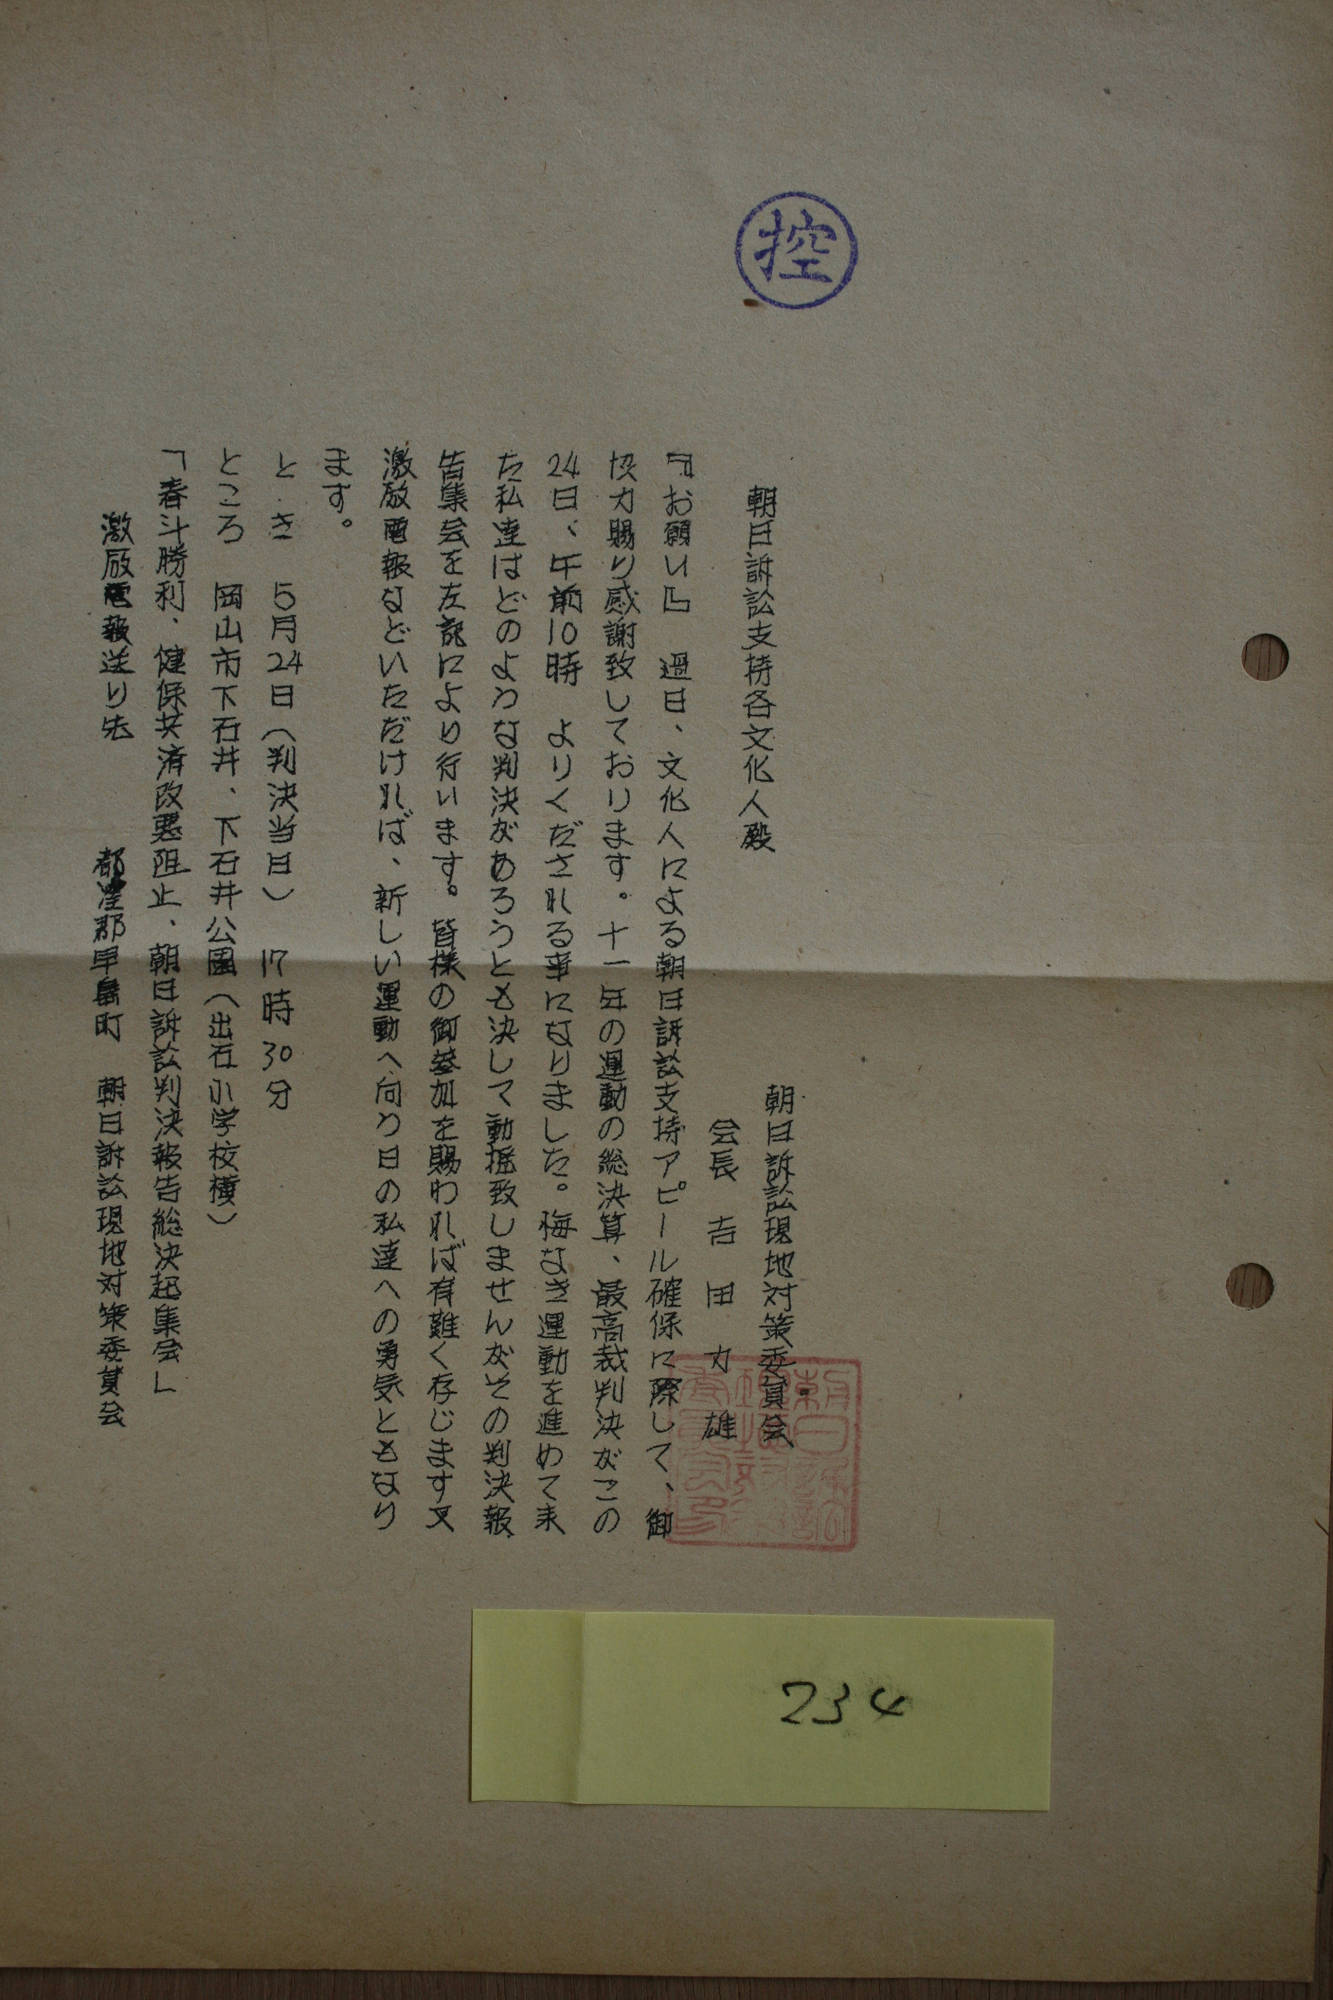 控
朝日訴訟支持各文化人殿
朝日訴訟現地対策委員会
会長 吉田力雄
『お願い』 過日、文化人による朝日訴訟支持アピール確保に際して、御
協力賜り感謝致しております。十一年の運動の総決算、最高裁判決がこの
24日、午前10時 よりくだされる事になりました。悔なき運動を進めて来
た私達はどのような判決があろうとも決して動揺致しませんがその判決報
告集会を左記により行います。皆様の御参加を賜われば有難く存じます又
激励電報などいただければ、新しい運動へ向う日の私達への勇気ともなり
ます。
とき 5月24日(判決当日) 17時30分
ところ 岡山市下石井、下石井公園(出石小学校横)
「春斗勝利、健保共済改悪阻止、朝日訴訟判決報告総決起集会」
激励電報送り先 都窪郡早島町 朝日訴訟現地対策委員会
234